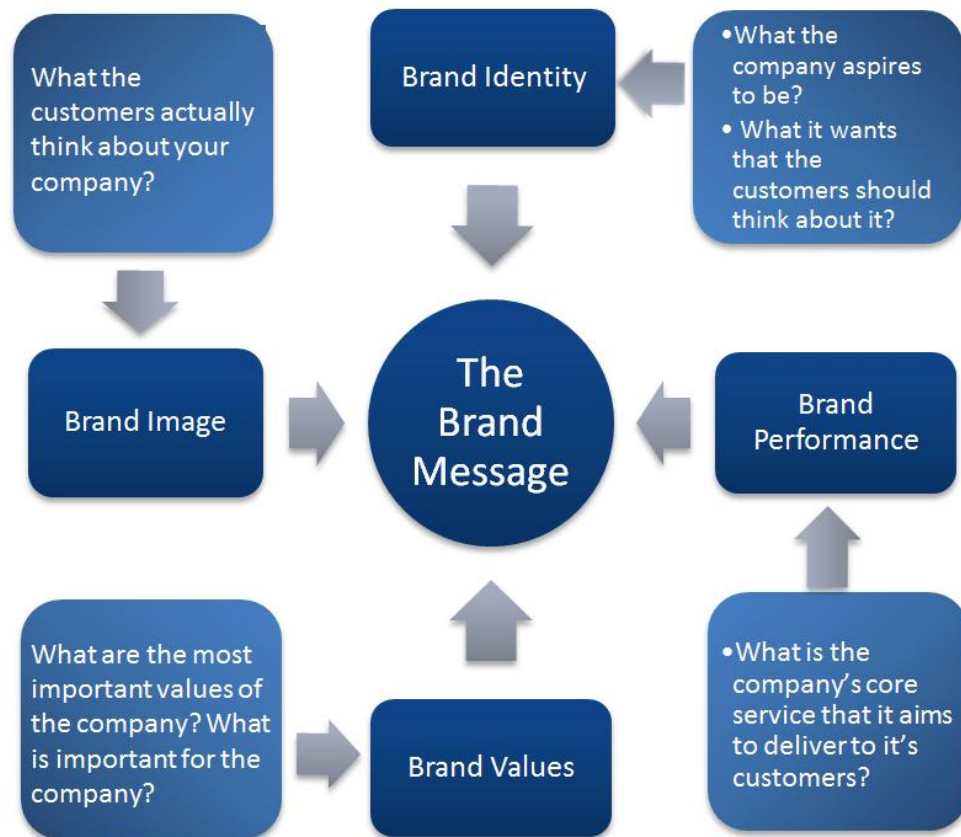 What the
customers actually
think about your
company?
Brand Identity
•What the
company aspires
to be?
• What it wants
that the
customers should
think about it?
Brand Image
The
Brand
Message
Brand
Performance
What are the most
important values of
the company? What
is important for the
company?
Brand Values
•What is the
company's core
service that it aims
to deliver to it's
customers?